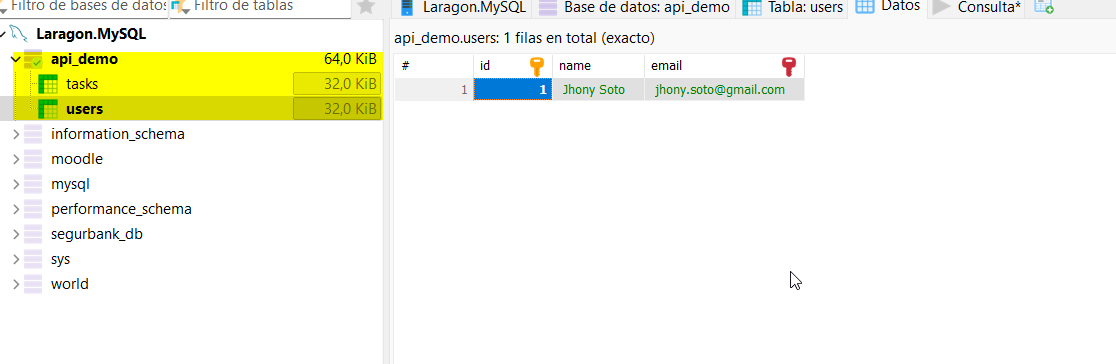 Filtro de bases de datos Filtro de tablas
Laragon.MySQL
api_demo 64,0 KiB
tasks 32,0 KiB
users 32,0 KiB
information_schema
moodle
mysql
performance_schema
segurbank_db
sys
world
Laragon.MySQL Base de datos: api_demo Tabla: users Datos Consulta*
api_demo.users: 1 filas en total (exacto)
# id name email
1 1 Jhony Soto jhony.soto@gmail.com